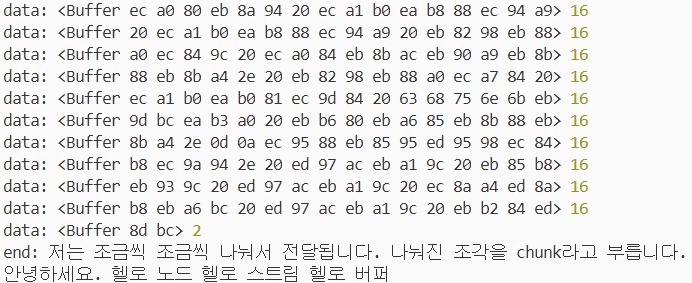 data: <Buffer ec a0 80 eb 8a 94 20 ec a1 b0 ea b8 88 ec 94 a9> 16
data: <Buffer 20 ec a1 b0 ea b8 88 ec 94 a9 20 eb 82 98 eb 88> 16
data: <Buffer a0 ec 84 9c 20 ec a0 84 eb 8b ac eb 90 a9 eb 8b> 16
data: <Buffer 88 eb 8b a4 2e 20 eb 82 98 eb 88 a0 ec a7 84 20> 16
data: <Buffer ec a1 b0 ea b0 81 ec 9d 84 20 63 68 75 6e 6b eb> 16
data: <Buffer 9d bc ea b3 a0 20 eb b6 80 eb a6 85 eb 8b 88 eb> 16
data: <Buffer 8b a4 2e 0d 0a ec 95 88 eb 85 95 ed 95 98 ec 84> 16
data: <Buffer b8 ec 9a 94 2e 20 ed 97 ac eb a1 9c 20 eb 85 b8> 16
data: <Buffer eb 93 9c 20 ed 97 ac eb a1 9c 20 ec 8a a4 ed 8a> 16
data: <Buffer b8 eb a6 bc 20 ed 97 ac eb a1 9c 20 eb b2 84 ed> 16
data: <Buffer 8d bc> 2
end: 저는 조금씩 조금씩 나눠서 전달됩니다. 나눠진 조각을 chunk라고 부릅니다.
안녕하세요. 헬로 노드 헬로 스트림 헬로 버퍼